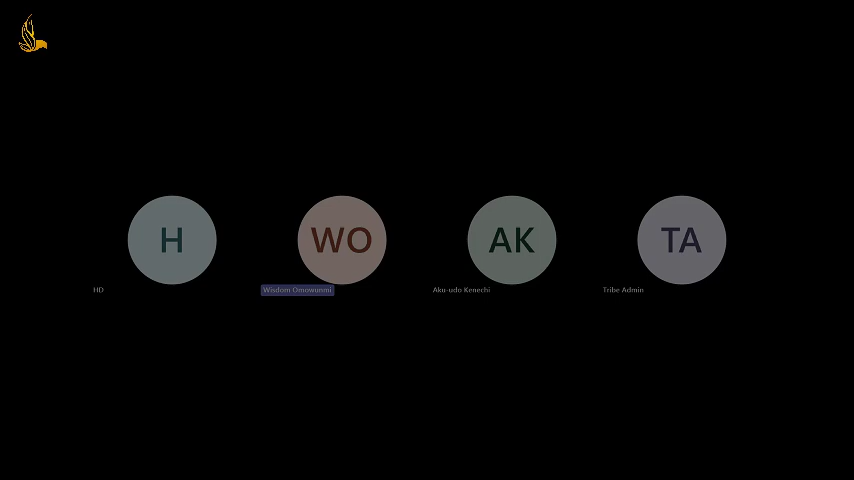 H
WO
AK
TA
HD
Wisdom Omowunmi
Aku-udo Kenechi
Tribe Admin